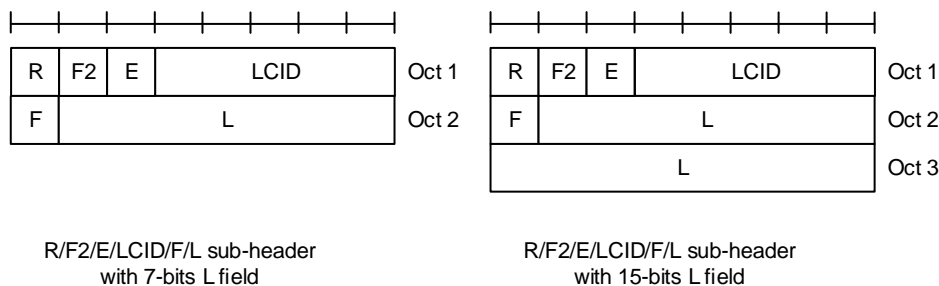 R F2 E LCID Oct 1
F L Oct 2
R/F2/E/LCID/F/L sub-header
with 7-bits L field
R F2 E LCID Oct 1
F L Oct 2
L Oct 3
R/F2/E/LCID/F/L sub-header
with 15-bits L field